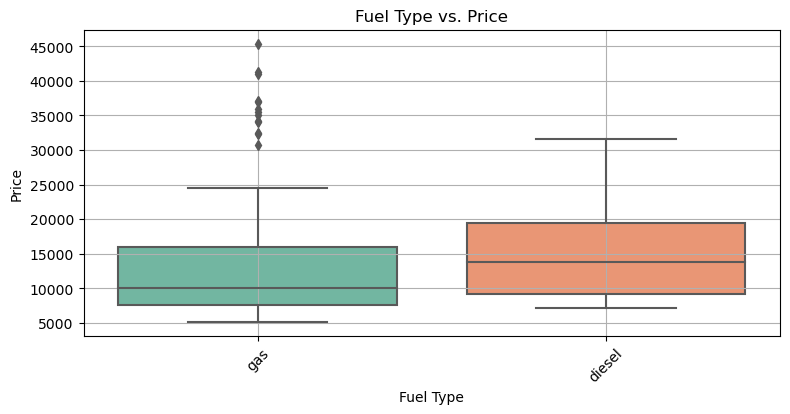 Fuel Type vs. Price
45000
40000
35000
30000
25000
20000
15000
10000
5000
Price
gas
diesel
Fuel Type